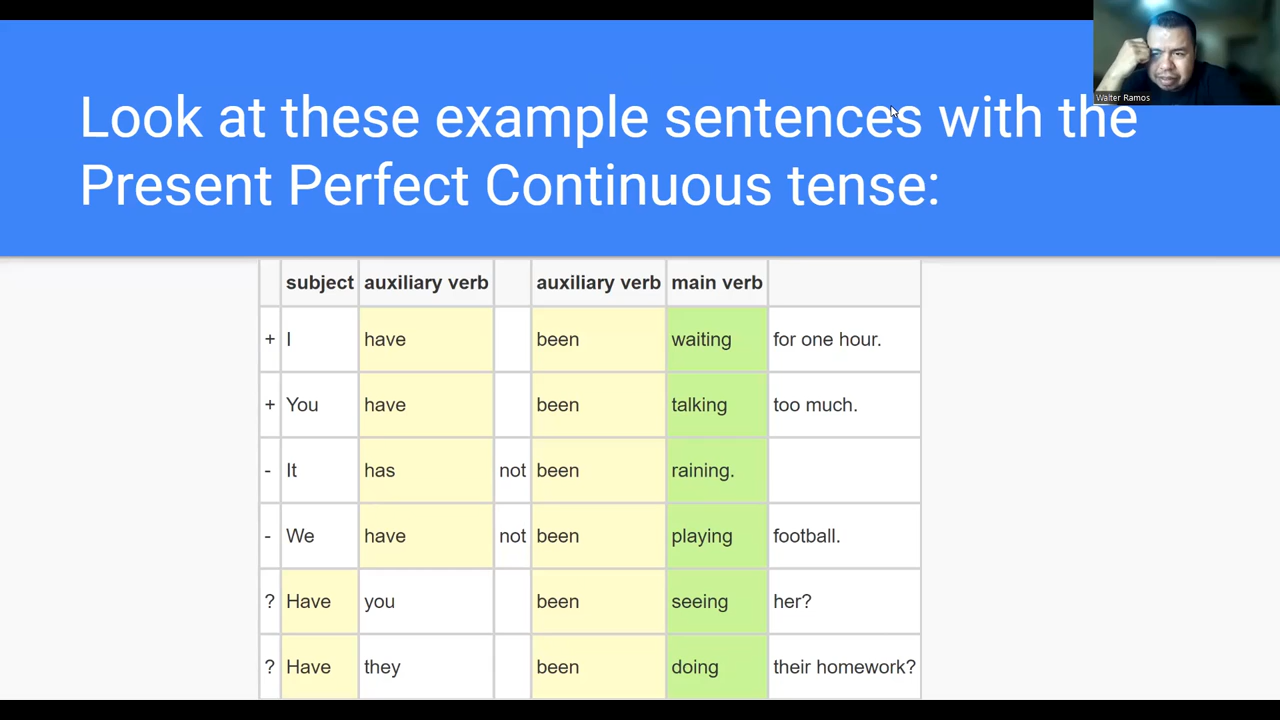 Walter Ramos
Look at these example sentences with the
Present Perfect Continuous tense:
subject auxiliary verb auxiliary verb main verb
+ I have been waiting for one hour.
+ You have been talking too much.
- It has not been raining.
- We have not been playing football.
? Have you been seeing her?
? Have they been doing their homework?